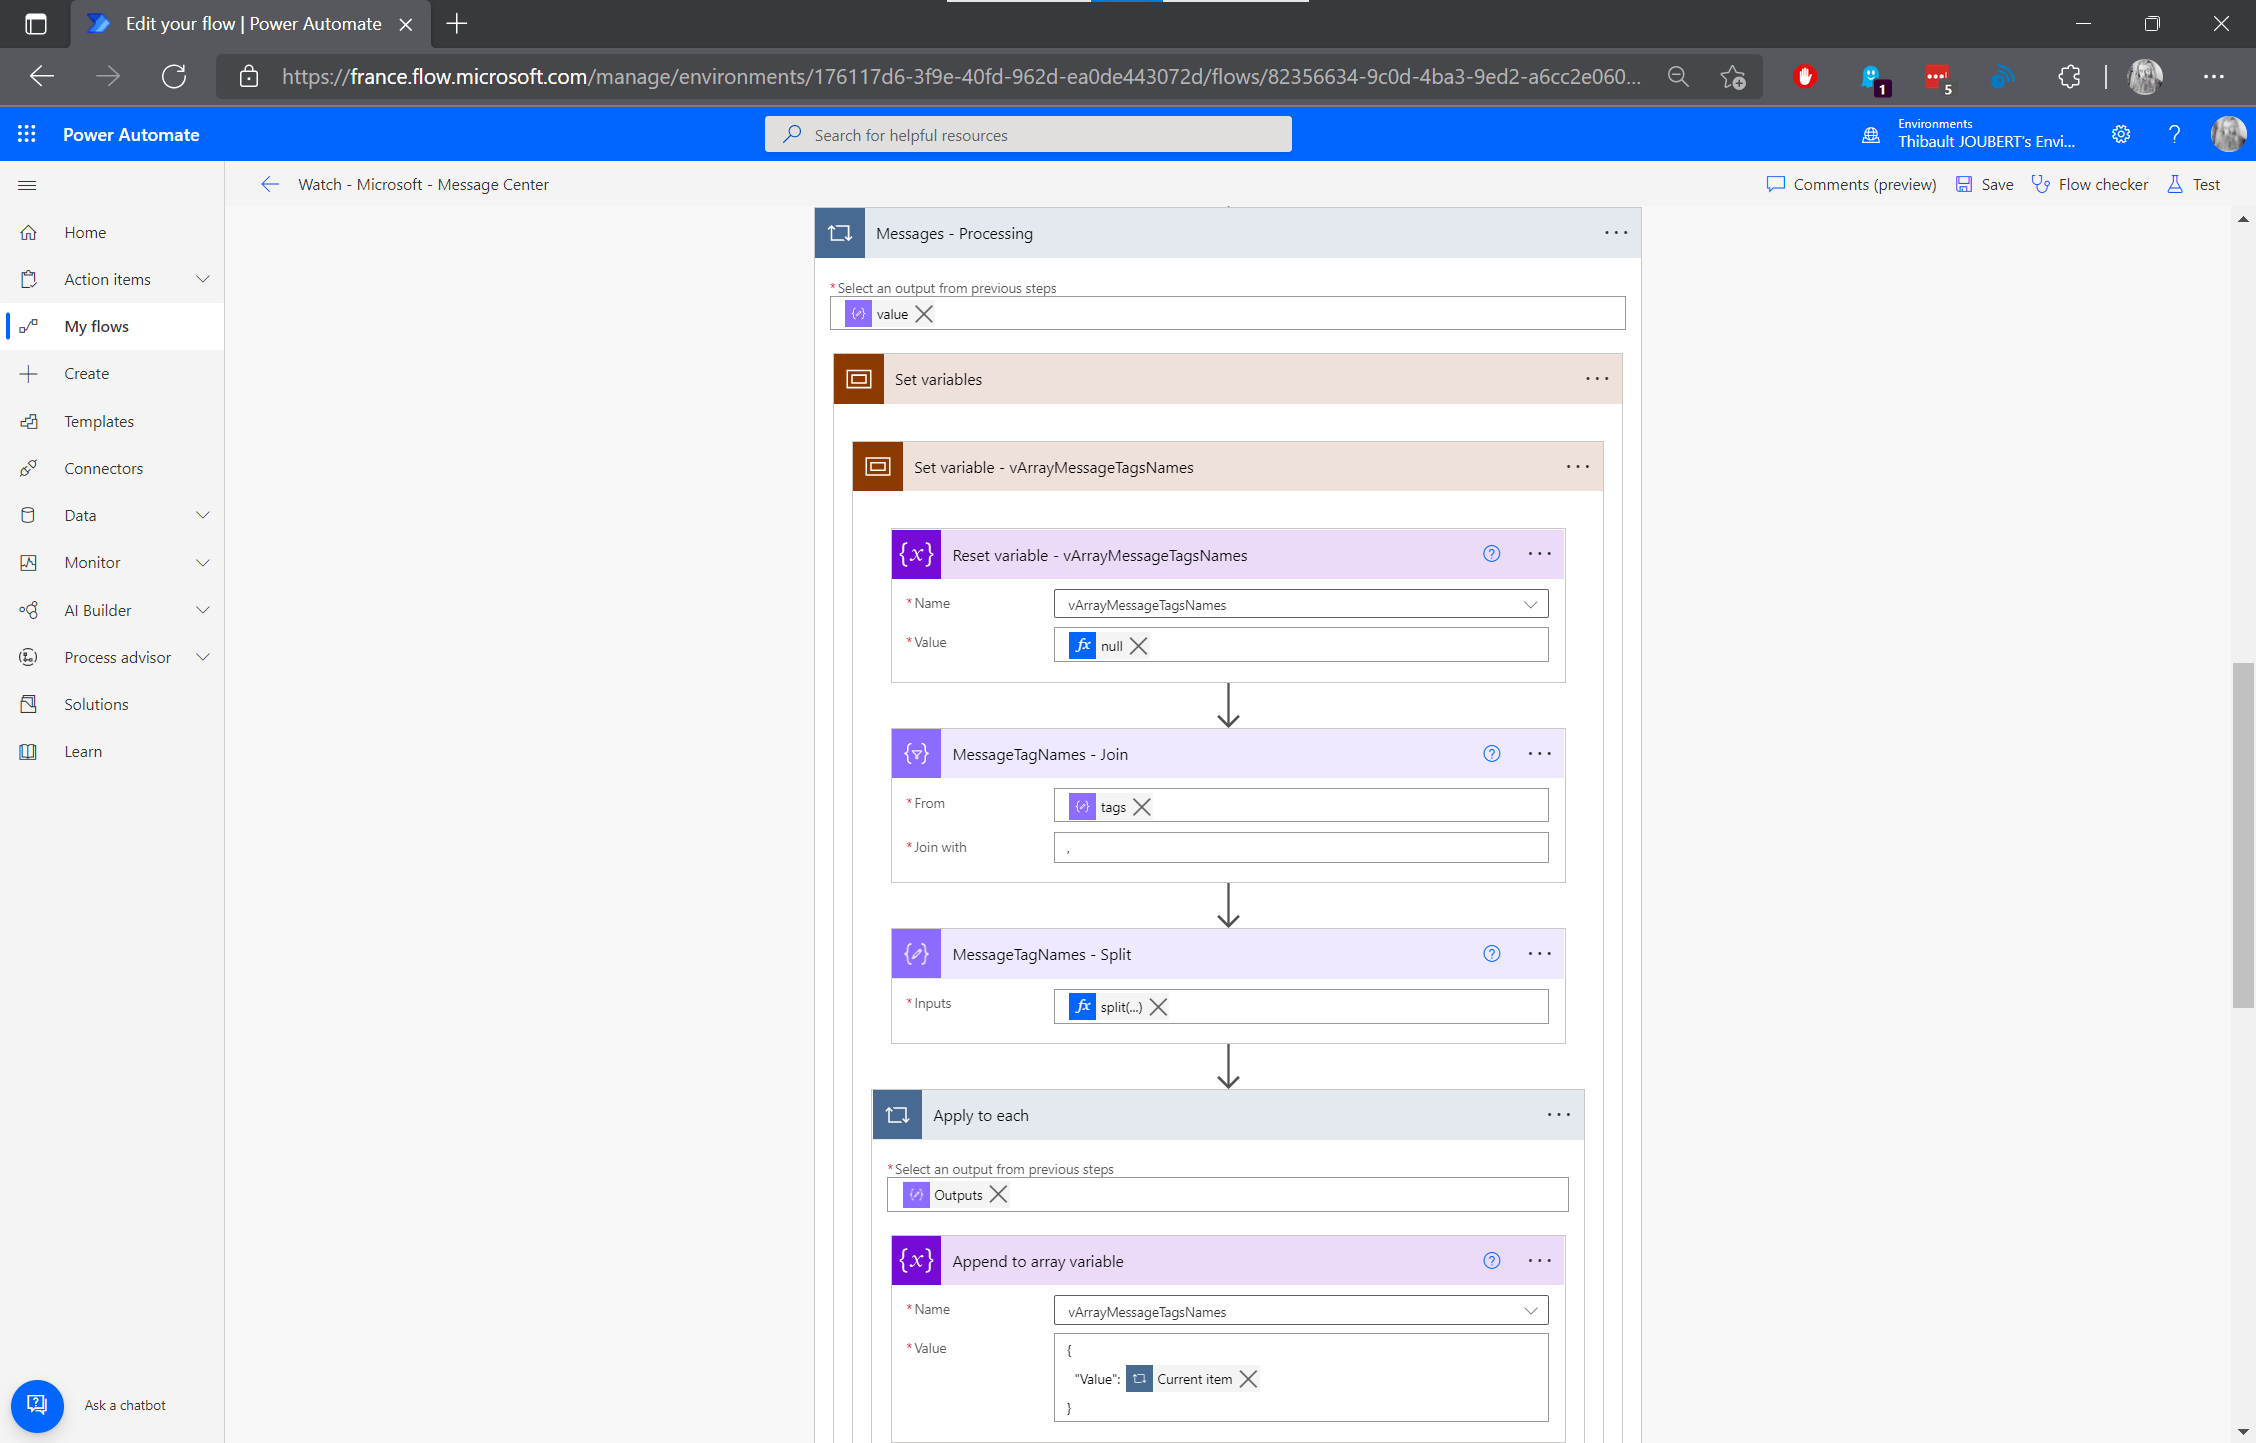 Edit your flow | Power Automate
https://france.flow.microsoft.com/manage/environments/176117d6-3f9e-40fd-962d-ea0de443072d/flows/82356634-9c0d-4ba3-9ed2-a6cc2e060...
1
5
Power Automate
Search for helpful resources
Environments
Thibault JOUBERT's Envi...
?
Watch - Microsoft - Message Center
Comments (preview)
Save
Flow checker
Test
Home
Action items
My flows
Create
Templates
Connectors
Data
Monitor
AI Builder
Process advisor
Solutions
Learn
Ask a chatbot
Messages - Processing
* Select an output from previous steps
value
Set variables
Set variable - vArrayMessageTagsNames
{x} Reset variable - vArrayMessageTagsNames
* Name vArrayMessageTagsNames
* Value fx null
MessageTagNames - Join
* From tags
* Join with ,
MessageTagNames - Split
* Inputs fx split(...)
Apply to each
* Select an output from previous steps
Outputs
{x} Append to array variable
* Name vArrayMessageTagsNames
* Value {
"Value": Current item
}